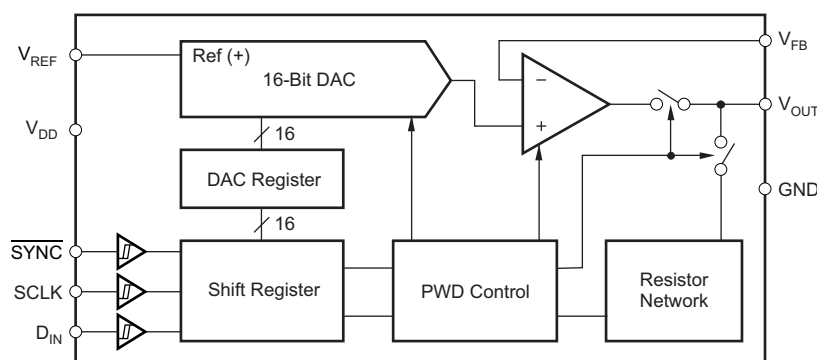 V_REF
Ref (+)
16-Bit DAC
V_FB
−
+
V_OUT
V_DD
16
DAC Register
GND
16
SYNC
SCLK
D_IN
Shift Register
PWD Control
Resistor
Network